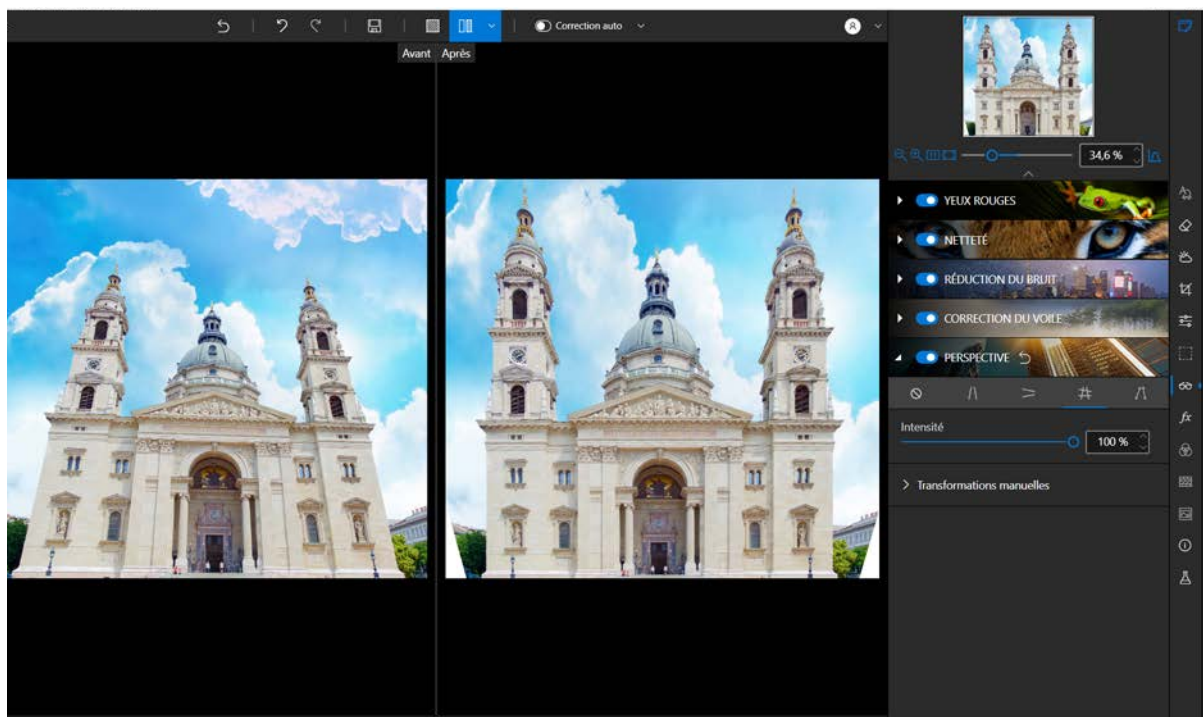 Correction auto
Avant Après
34,6 %
YEUX ROUGES
NETTETÉ
RÉDUCTION DU BRUIT
CORRECTION DU VOILE
PERSPECTIVE
Intensité
100 %
Transformations manuelles